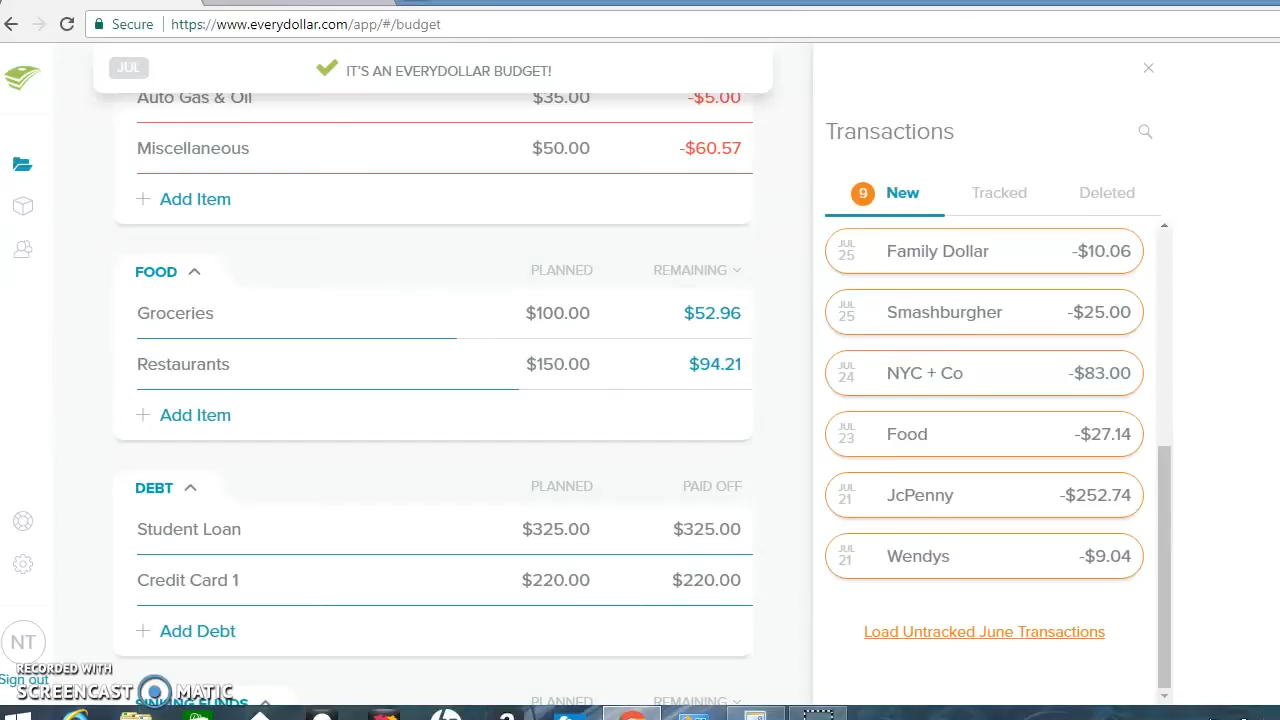 Secure https://www.everydollar.com/app/#/budget
JUL
IT'S AN EVERYDOLLAR BUDGET!
Auto Gas & Oil $35.00 -$5.00
Miscellaneous $50.00 -$60.57
+ Add Item
FOOD PLANNED REMAINING
Groceries $100.00 $52.96
Restaurants $150.00 $94.21
+ Add Item
DEBT PLANNED PAID OFF
Student Loan $325.00 $325.00
Credit Card 1 $220.00 $220.00
+ Add Debt
SINKING FUNDS PLANNED REMAINING
Transactions
9 New Tracked Deleted
JUL 25 Family Dollar -$10.06
JUL 25 Smashburgher -$25.00
JUL 24 NYC + Co -$83.00
JUL 23 Food -$27.14
JUL 21 JcPenny -$252.74
JUL 21 Wendys -$9.04
Load Untracked June Transactions
NT
Sign out
RECORDED WITH
SCREENCAST MATIC